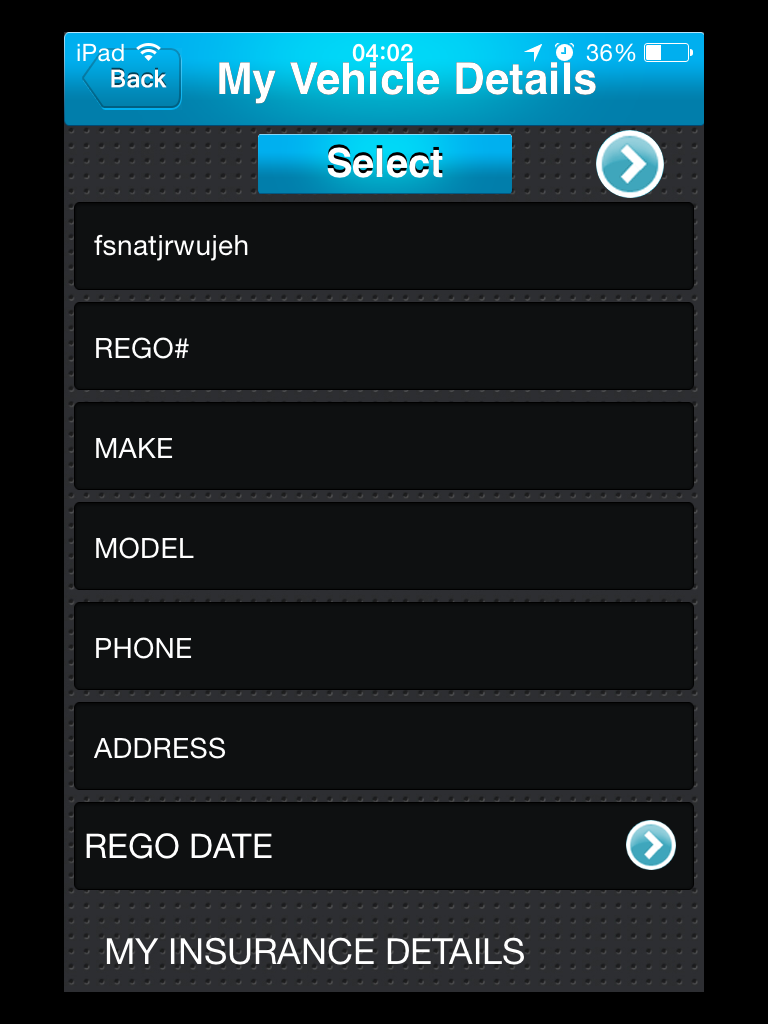 iPad 04:02 36%
Back My Vehicle Details
Select
fsnatjrwujeh
REGO#
MAKE
MODEL
PHONE
ADDRESS
REGO DATE
MY INSURANCE DETAILS